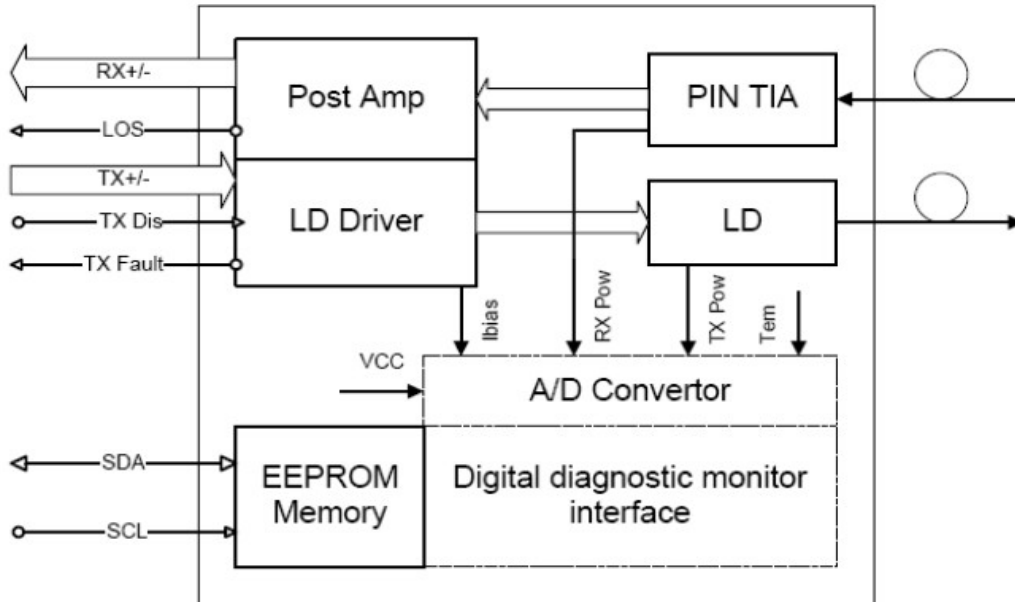 RX+/-
Post Amp
PIN TIA
LOS
TX+/-
LD Driver
LD
TX Dis
TX Fault
Ibias
RX Pow
TX Pow
Tem
VCC
A/D Convertor
SDA
EEPROM
Memory
Digital diagnostic monitor
interface
SCL